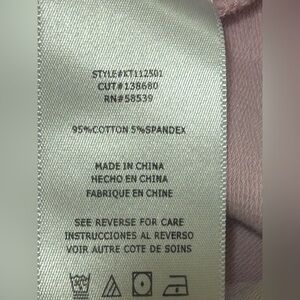 STYLE#KT112501
CUT#138680
RN#58539
95%COTTON 5%SPANDEX
MADE IN CHINA
HECHO EN CHINA
FABRIQUE EN CHINE
SEE REVERSE FOR CARE
INSTRUCCIONES AL REVERSO
VOIR AUTRE COTE DE SOINS